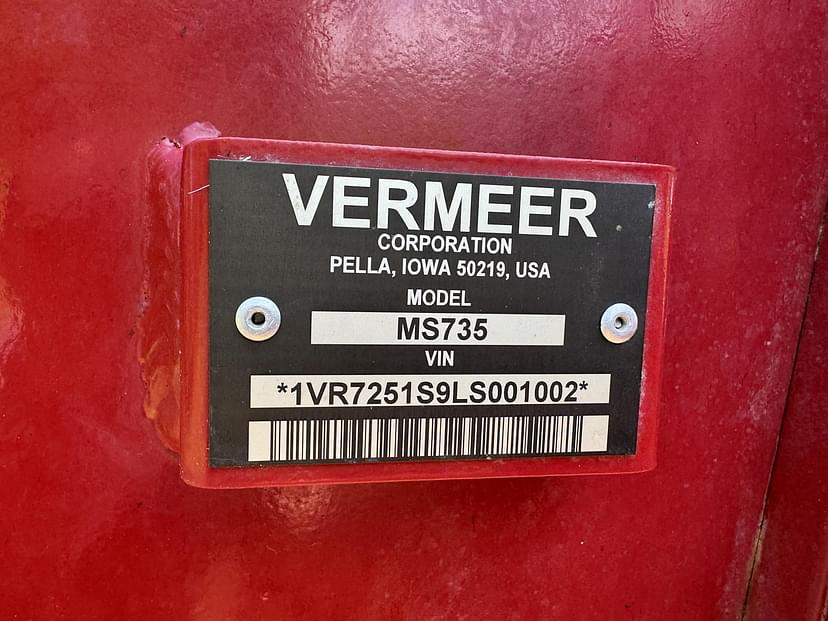 VERMEER
CORPORATION
PELLA, IOWA 50219, USA
MODEL
MS735
VIN
*1VR7251S9LS001002*